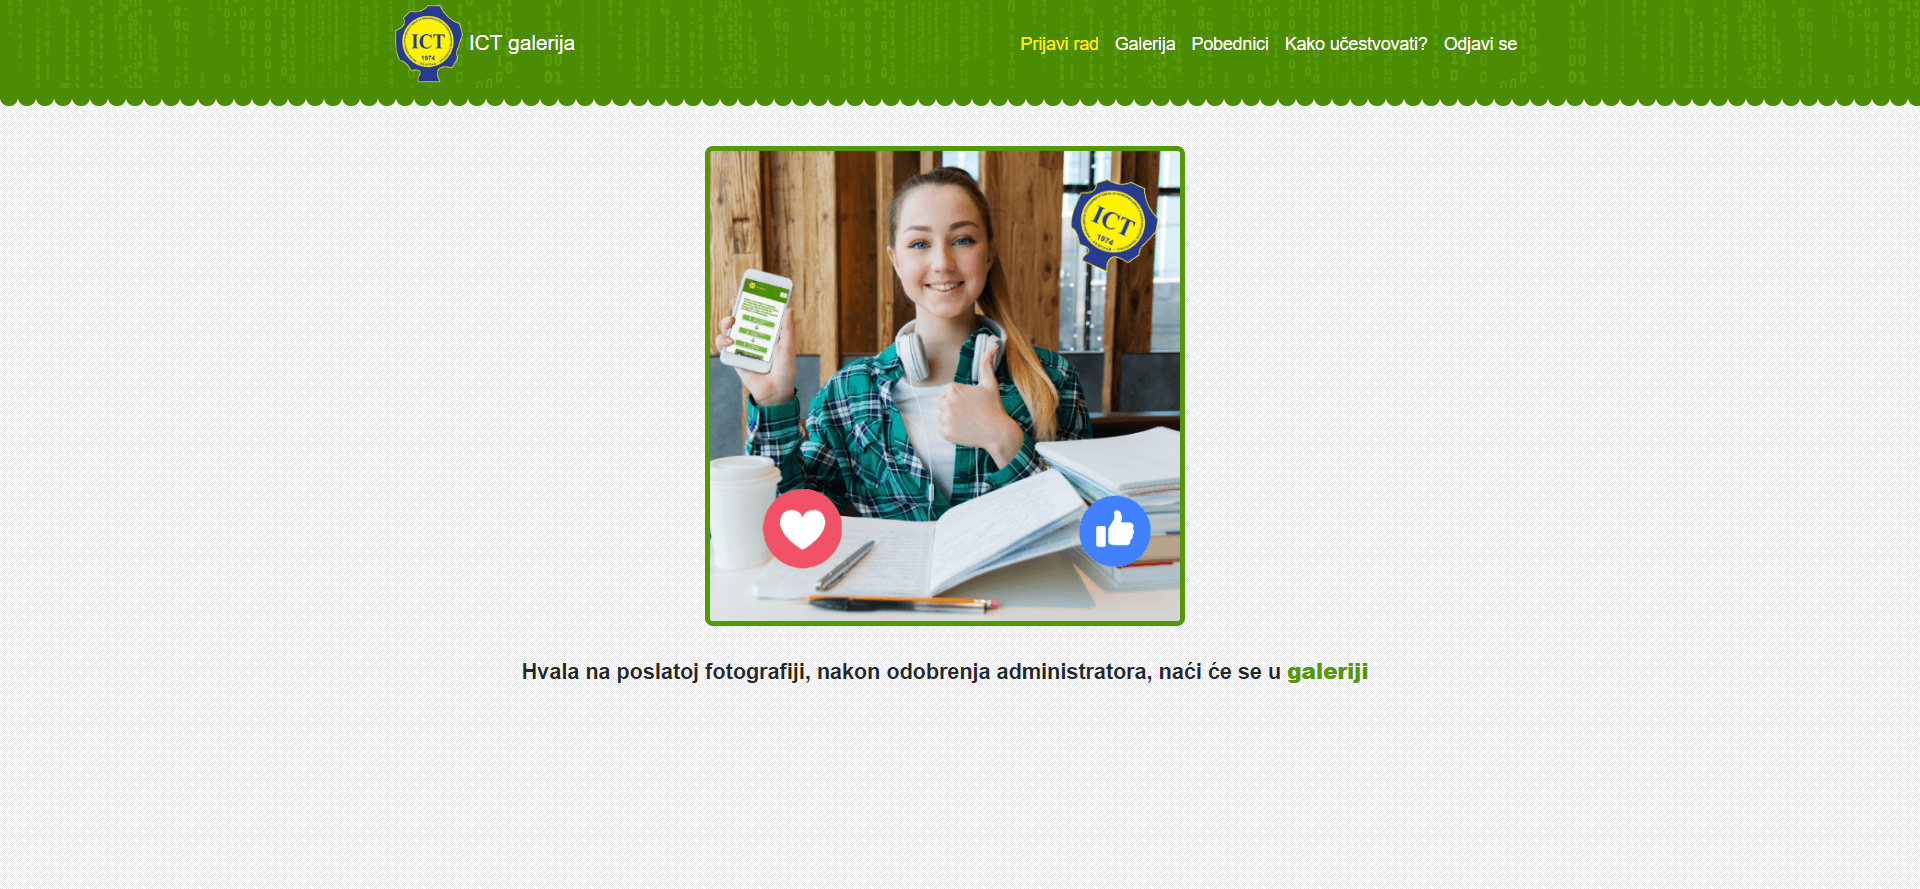 ICT
1974
ICT galerija
Prijavi rad
Galerija
Pobednici
Kako učestvovati?
Odjavi se
ICT
1974
Hvala na poslatoj fotografiji, nakon odobrenja administratora, naći će se u galeriji